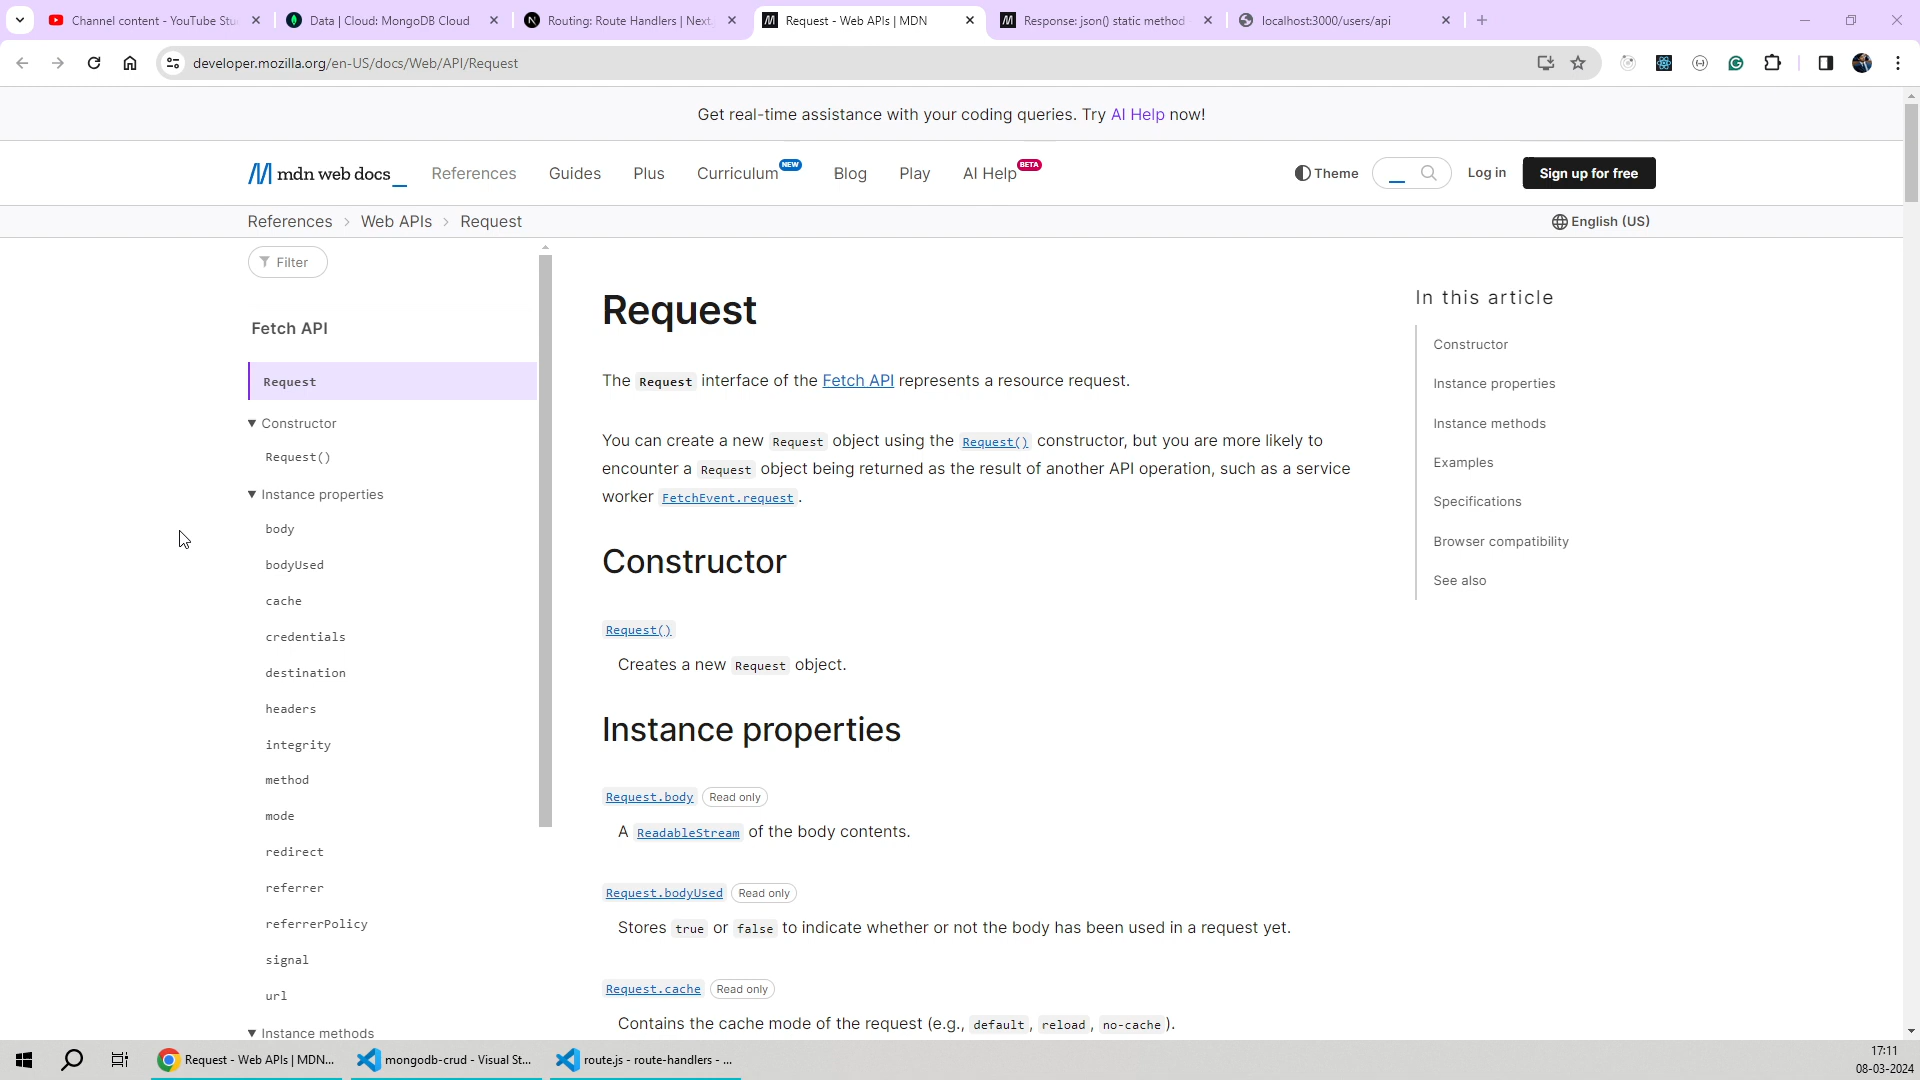 Channel content - YouTube Stu
Data | Cloud: MongoDB Cloud
Routing: Route Handlers | Next.
Request - Web APIs | MDN
Response: json() static method
localhost:3000/users/api
developer.mozilla.org/en-US/docs/Web/API/Request
Get real-time assistance with your coding queries. Try AI Help now!
mdn web docs_
References
Guides
Plus
Curriculum NEW
Blog
Play
AI Help BETA
Theme
Log in
Sign up for free
References > Web APIs > Request
English (US)
Filter
Fetch API
Request
Constructor
Request()
Instance properties
body
bodyUsed
cache
credentials
destination
headers
integrity
method
mode
redirect
referrer
referrerPolicy
signal
url
Instance methods
Request
The Request interface of the Fetch API represents a resource request.
You can create a new Request object using the Request() constructor, but you are more likely to
encounter a Request object being returned as the result of another API operation, such as a service
worker FetchEvent.request.
Constructor
Request()
Creates a new Request object.
Instance properties
Request.body Read only
A ReadableStream of the body contents.
Request.bodyUsed Read only
Stores true or false to indicate whether or not the body has been used in a request yet.
Request.cache Read only
Contains the cache mode of the request (e.g., default, reload, no-cache).
In this article
Constructor
Instance properties
Instance methods
Examples
Specifications
Browser compatibility
See also
Request - Web APIs | MDN...
mongodb-crud - Visual St...
route.js - route-handlers - ...
17:11
08-03-2024